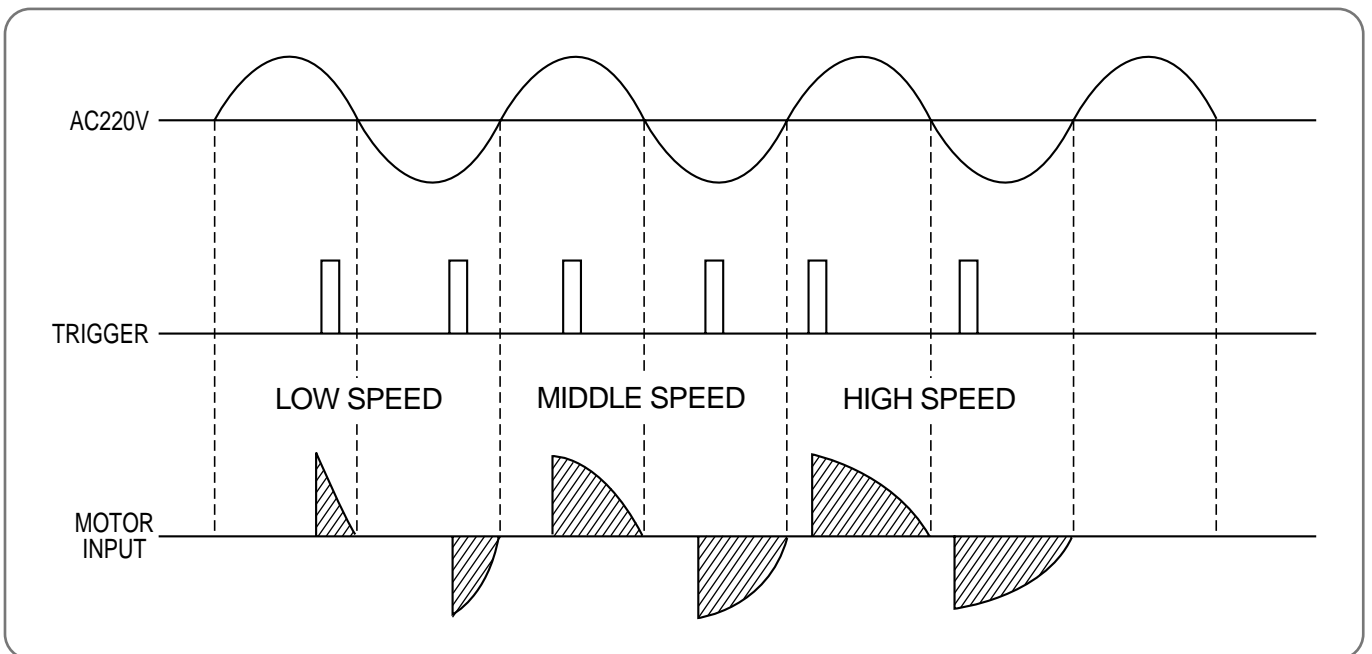 AC220V
TRIGGER
LOW SPEED
MIDDLE SPEED
HIGH SPEED
MOTOR
INPUT